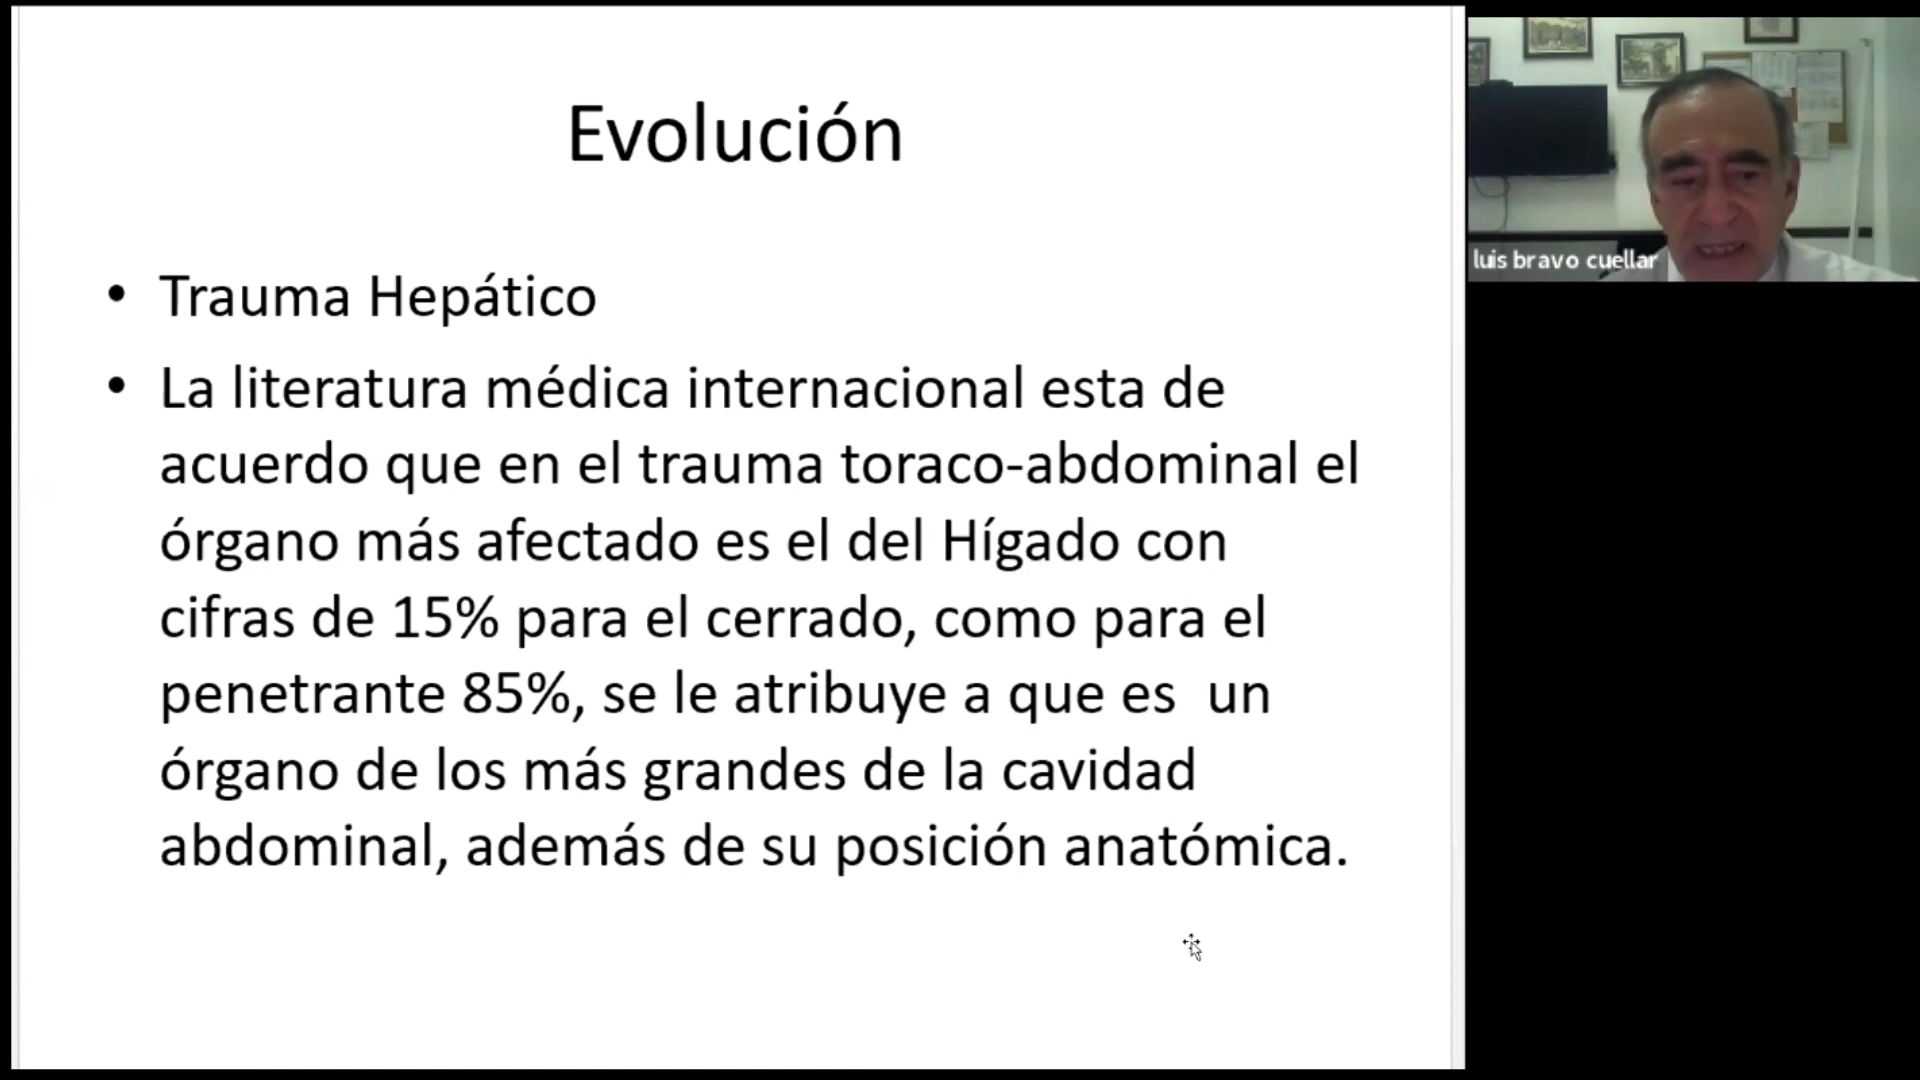 Evolución
• Trauma Hepático
• La literatura médica internacional esta de
acuerdo que en el trauma toraco-abdominal el
órgano más afectado es el del Hígado con
cifras de 15% para el cerrado, como para el
penetrante 85%, se le atribuye a que es  un
órgano de los más grandes de la cavidad
abdominal, además de su posición anatómica.
luis bravo cuellar